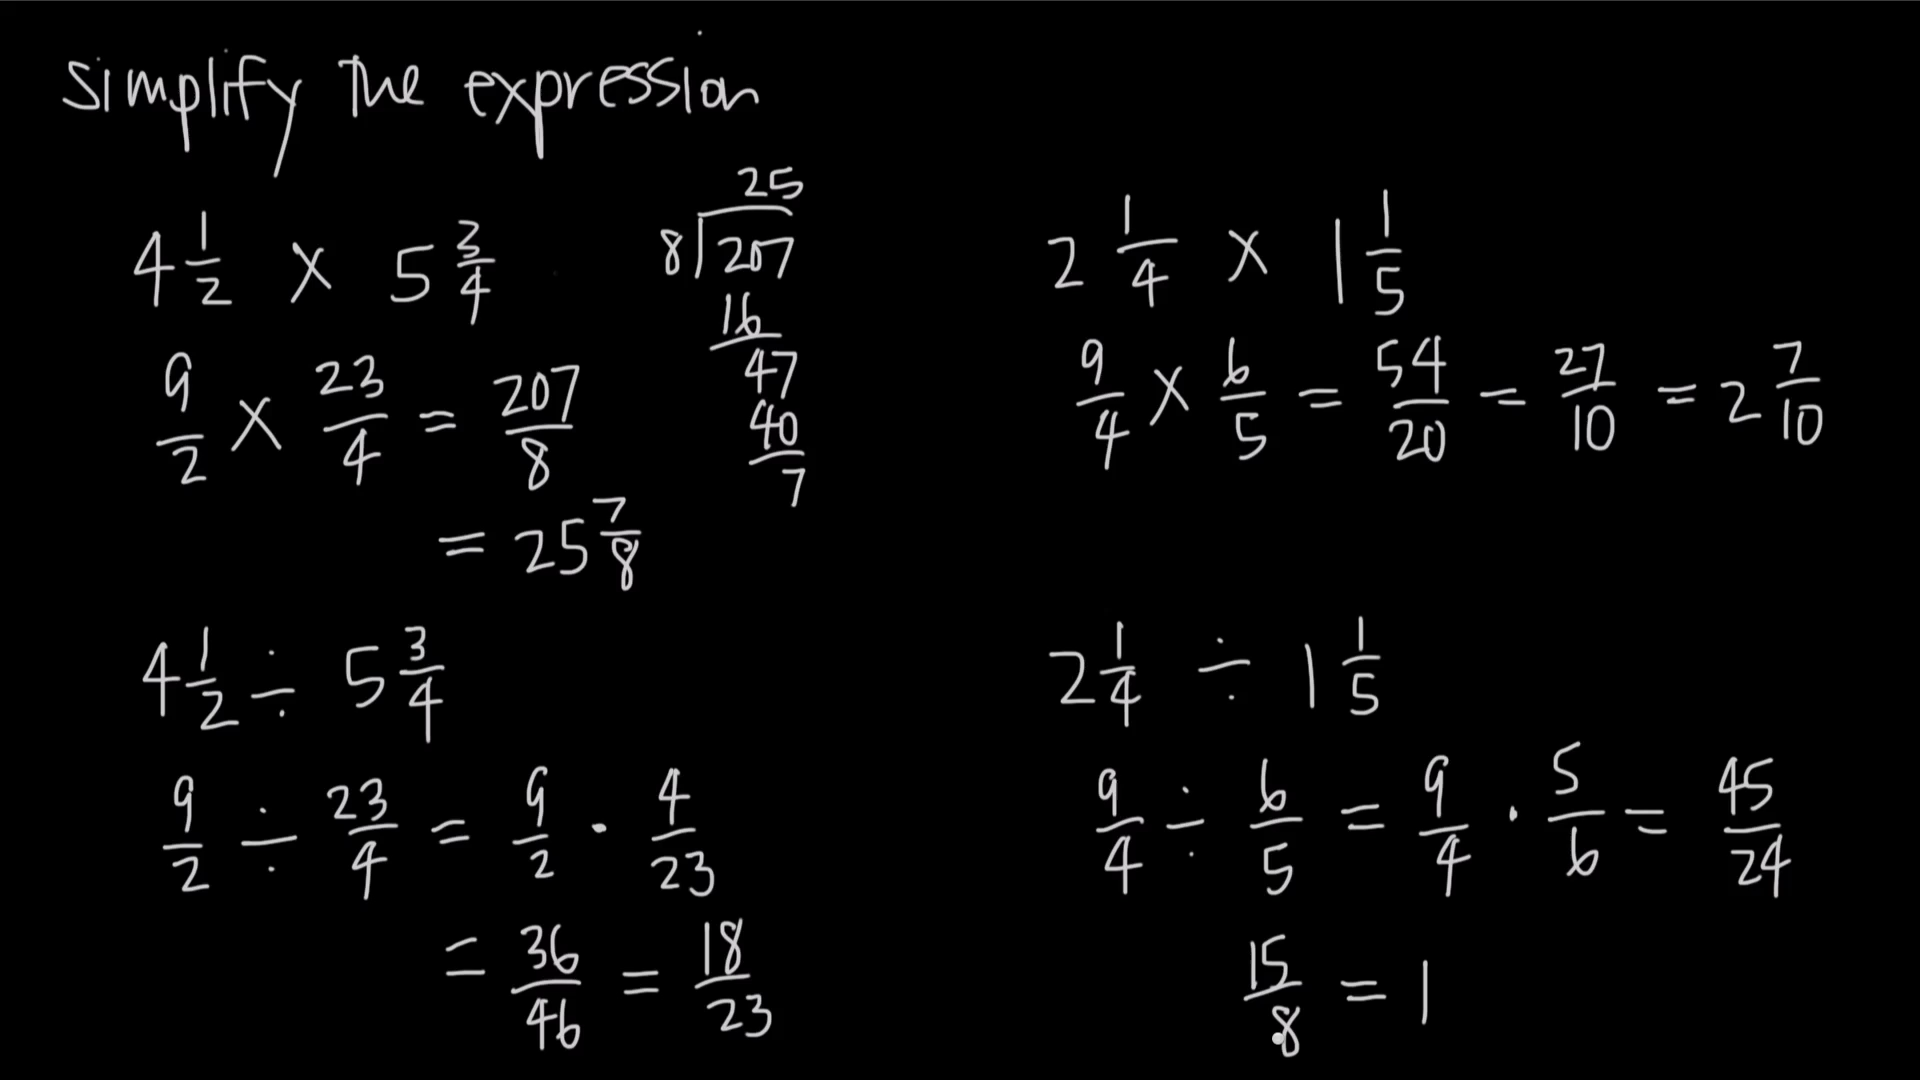 simplify the expression
4 1/2 × 5 3/4
9/2 × 23/4 = 207/8
= 25 7/8
25
8 207
16
47
40
7
2 1/4 × 1 1/5
9/4 × 6/5 = 54/20 = 27/10 = 2 7/10
4 1/2 ÷ 5 3/4
9/2 ÷ 23/4 = 9/2 · 4/23
= 36/46 = 18/23
2 1/4 ÷ 1 1/5
9/4 ÷ 6/5 = 9/4 · 5/6 = 45/24
15/8 = 1